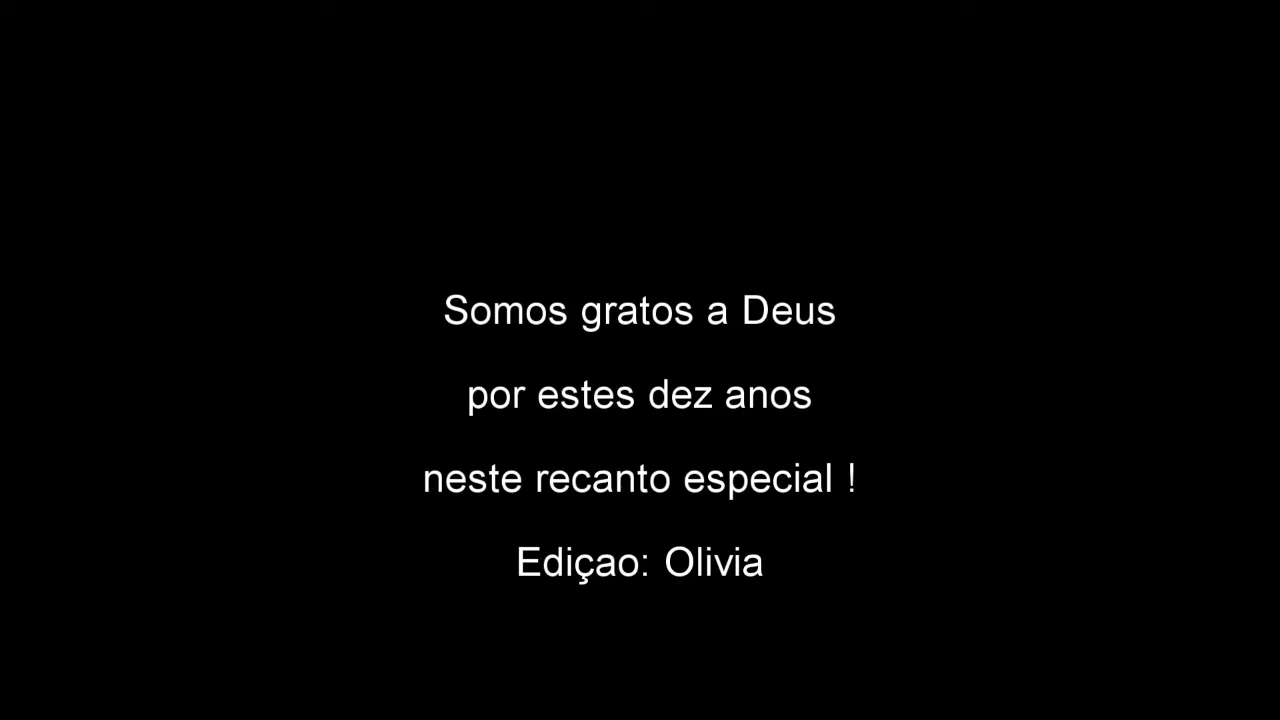 Somos gratos a Deus
por estes dez anos
neste recanto especial !
Ediçao: Olivia